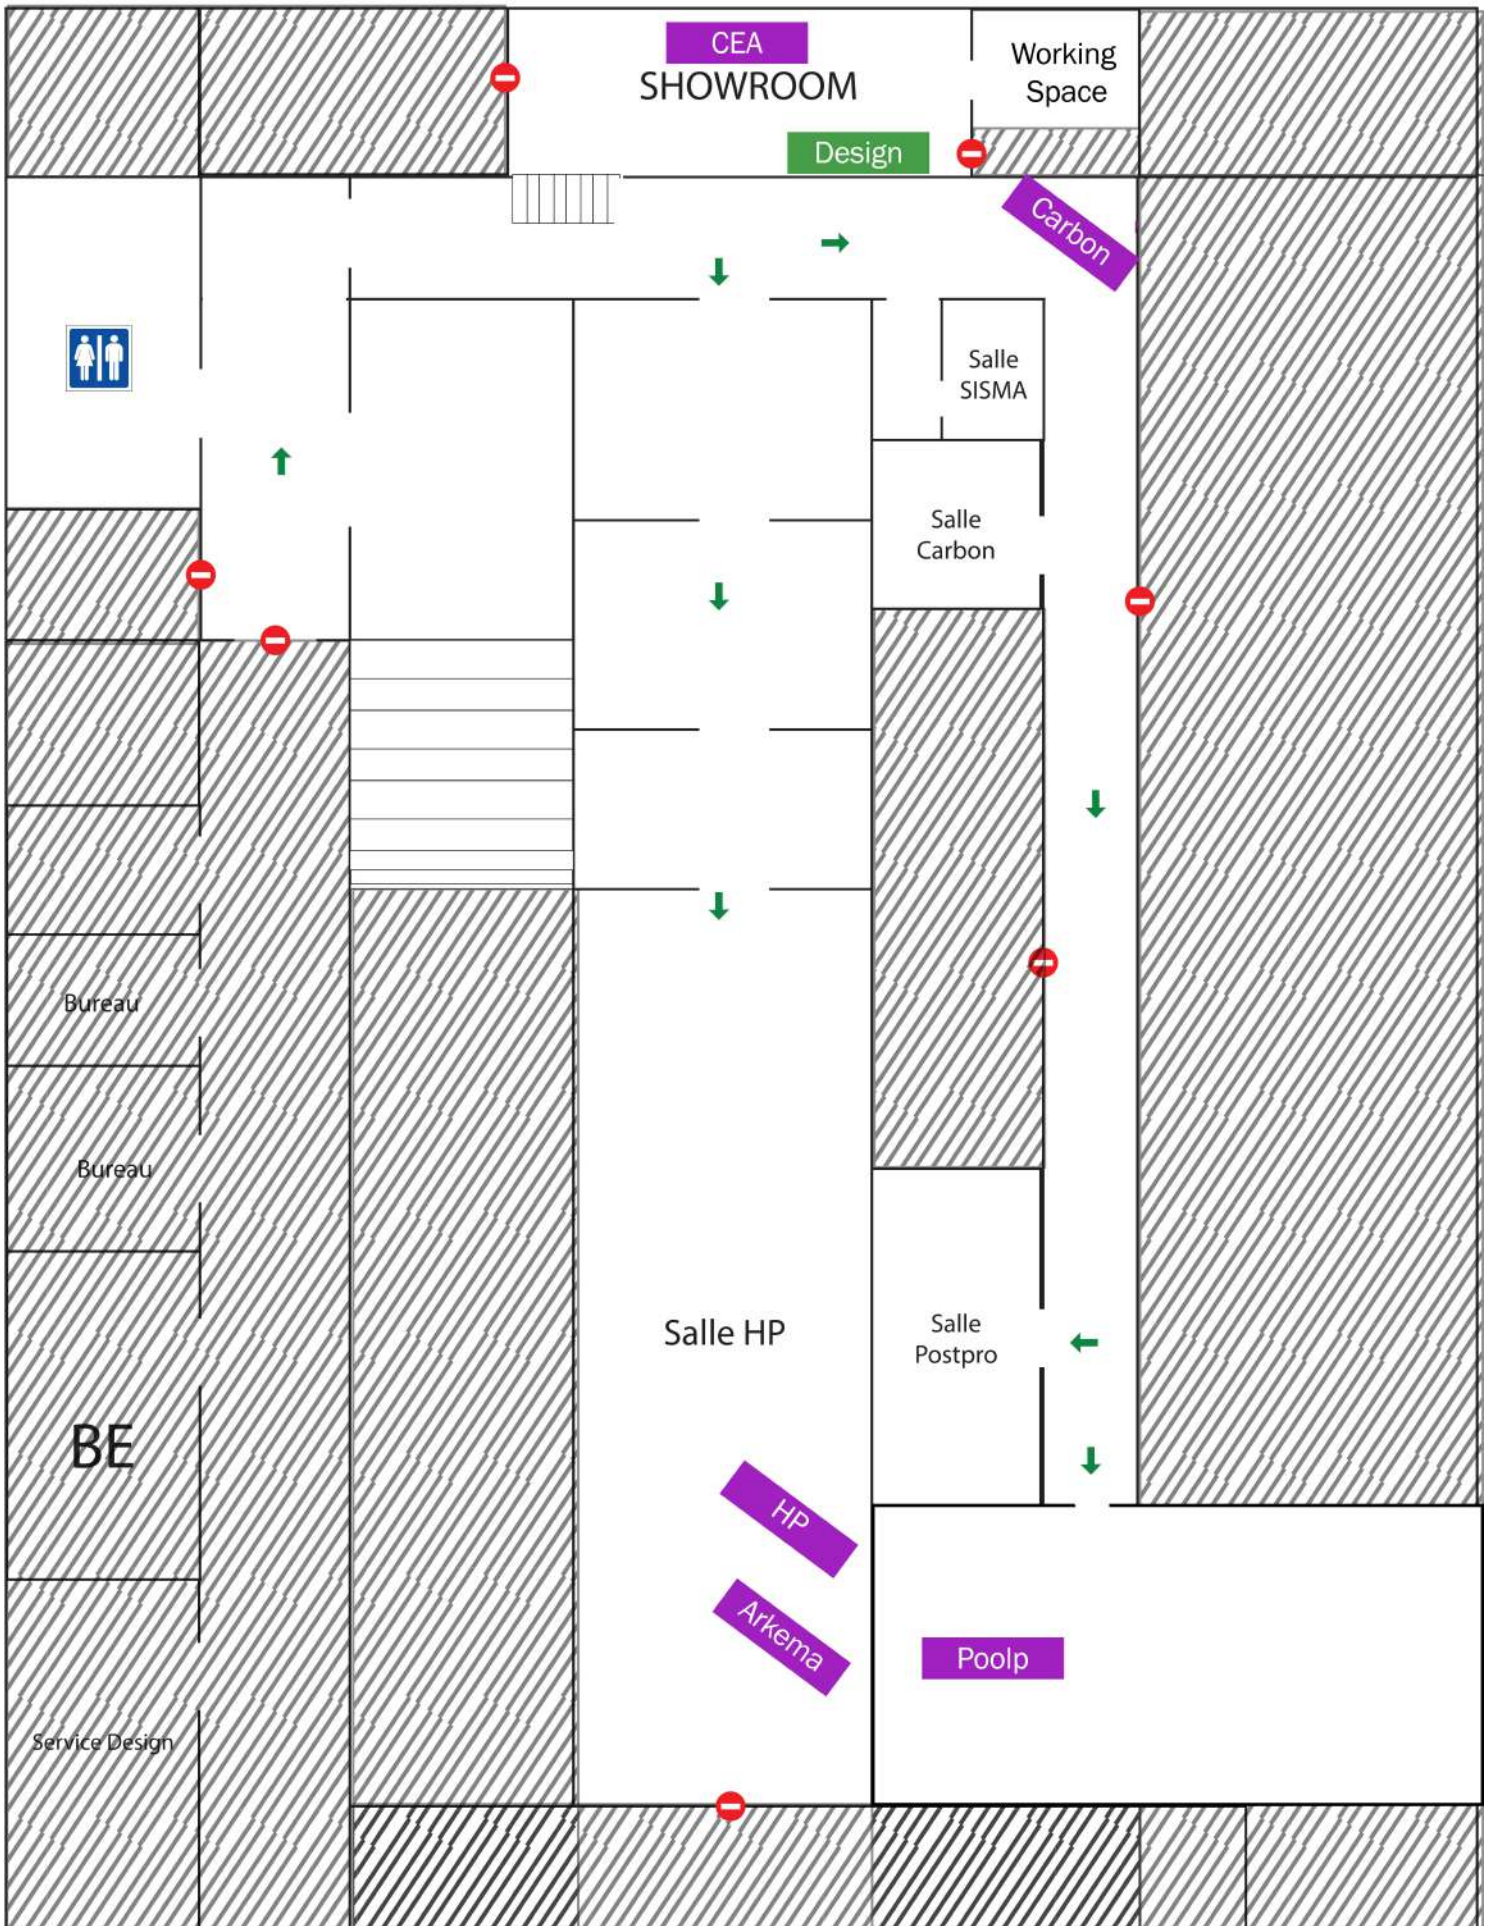 CEA
SHOWROOM
Working
Space
Design
Carbon
Salle
SISMA
Salle
Carbon
Bureau
Bureau
Salle HP
Salle
Postpro
BE
HP
Arkema
Poolp
Service Design